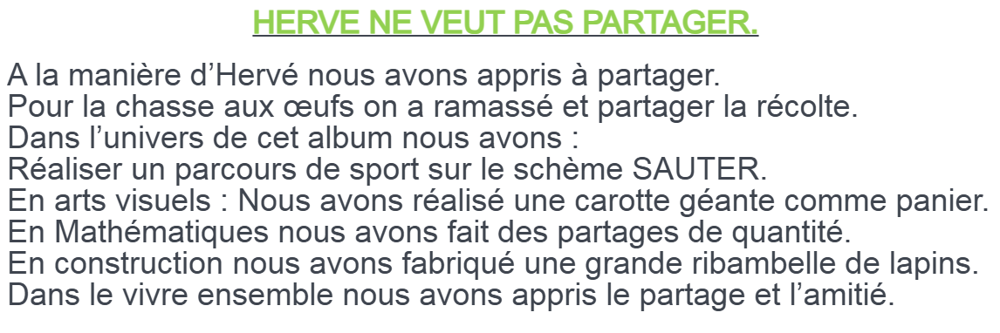 HERVE NE VEUT PAS PARTAGER.
A la manière d’Hervé nous avons appris à partager.
Pour la chasse aux œufs on a ramassé et partager la récolte.
Dans l’univers de cet album nous avons :
Réaliser un parcours de sport sur le schème SAUTER.
En arts visuels : Nous avons réalisé une carotte géante comme panier.
En Mathématiques nous avons fait des partages de quantité.
En construction nous avons fabriqué une grande ribambelle de lapins.
Dans le vivre ensemble nous avons appris le partage et l’amitié.